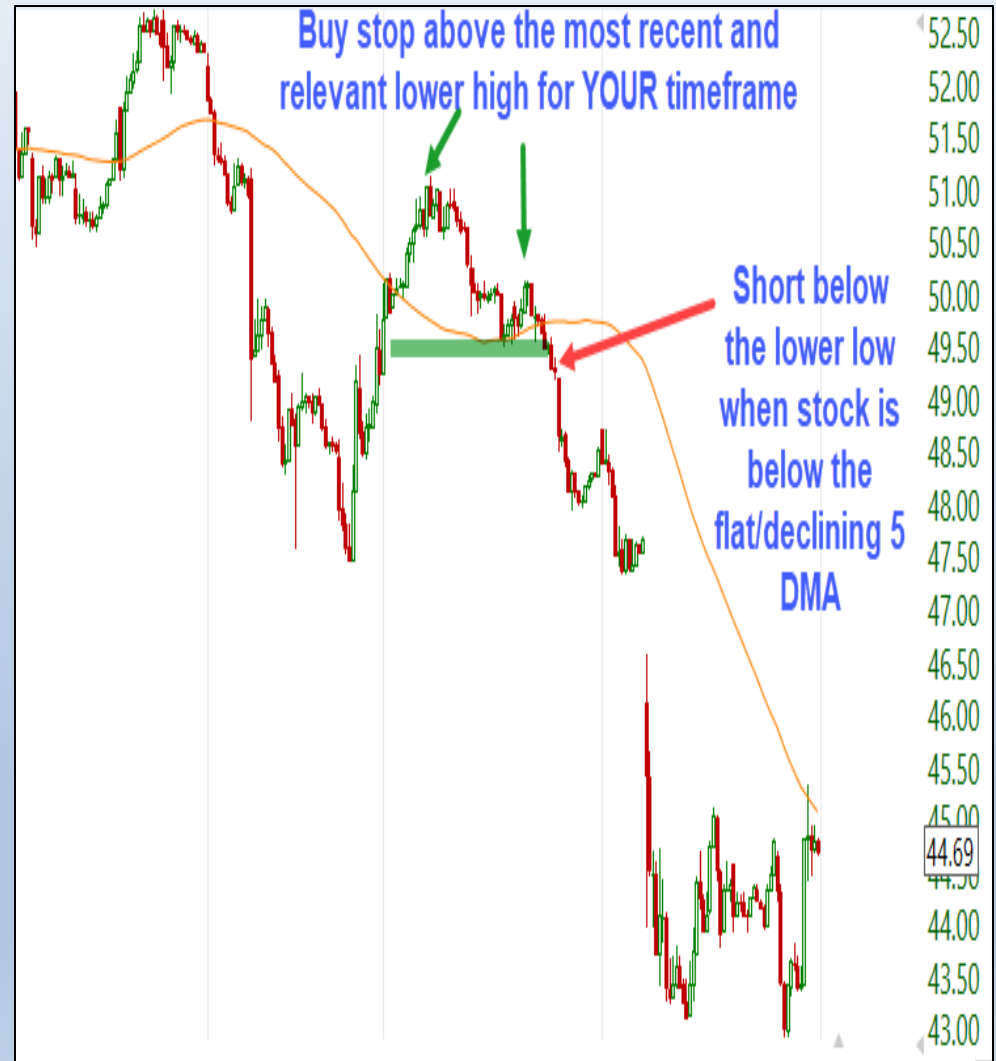 Buy stop above the most recent and
relevant lower high for YOUR timeframe
Short below
the lower low
when stock is
below the
flat/declining 5
DMA
52.50
52.00
51.50
51.00
50.50
50.00
49.50
49.00
48.50
48.00
47.50
47.00
46.50
46.00
45.50
45.00
44.69
44.50
44.00
43.50
43.00